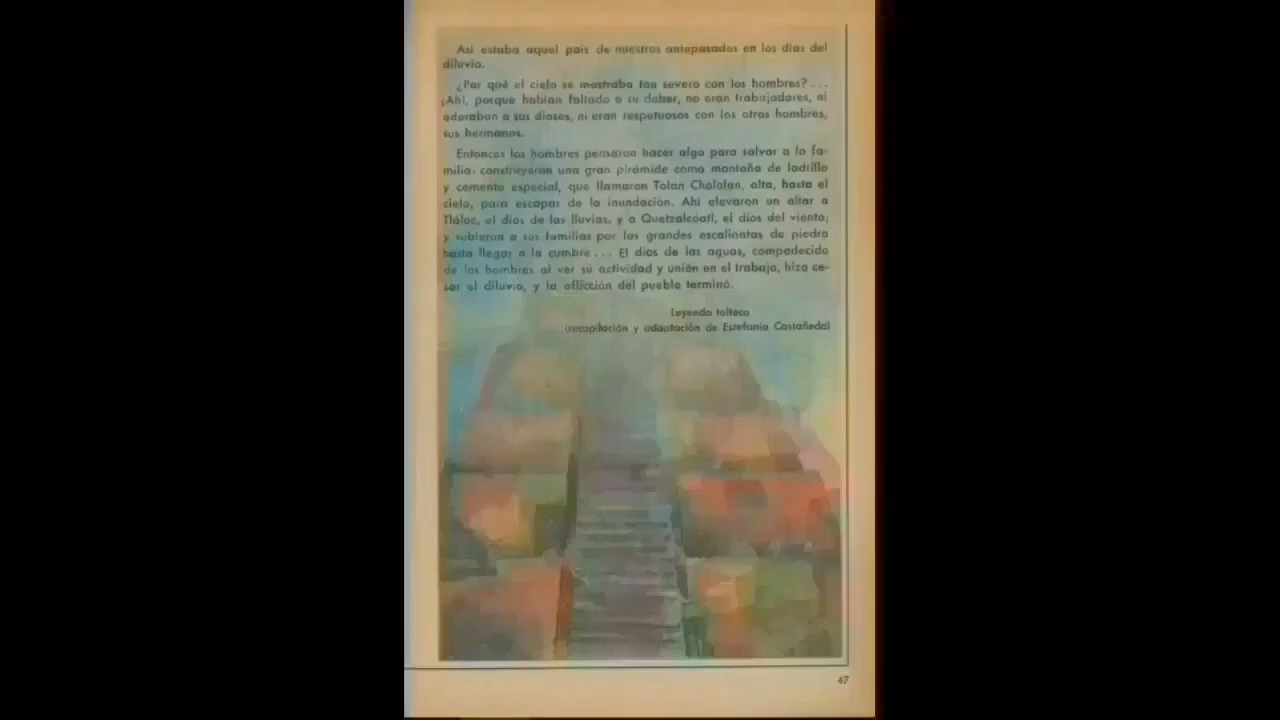 Así estaba aquel país de nuestros antepasados en los días del
diluvio.
¿Por qué el cielo se mostraba tan severo con los hombres?...
¡Ah!, porque habían faltado a su deber, no eran trabajadores, ni
adoraban a sus dioses, ni eran respetuosos con los otros hombres,
sus hermanos.
Entonces los hombres pensaron hacer algo para salvar a la fa-
milia: construyeron una gran pirámide como montaña de ladrillo
y cemento especial, que llamaron Tolan Chololan, alta, hasta el
cielo, para escapar de la inundación. Ahí elevaron un altar a
Tláloc, el dios de las lluvias, y a Quetzalcóatl, el dios del viento;
y subieron a sus familias por las grandes escalinatas de piedra
hasta llegar a la cumbre... El dios de las aguas, compadecido
de los hombres al ver su actividad y unión en el trabajo, hizo ce-
sar el diluvio, y la aflicción del pueblo terminó.
Leyenda tolteca
(recopilación y adaptación de Estefanía Castañeda)
47